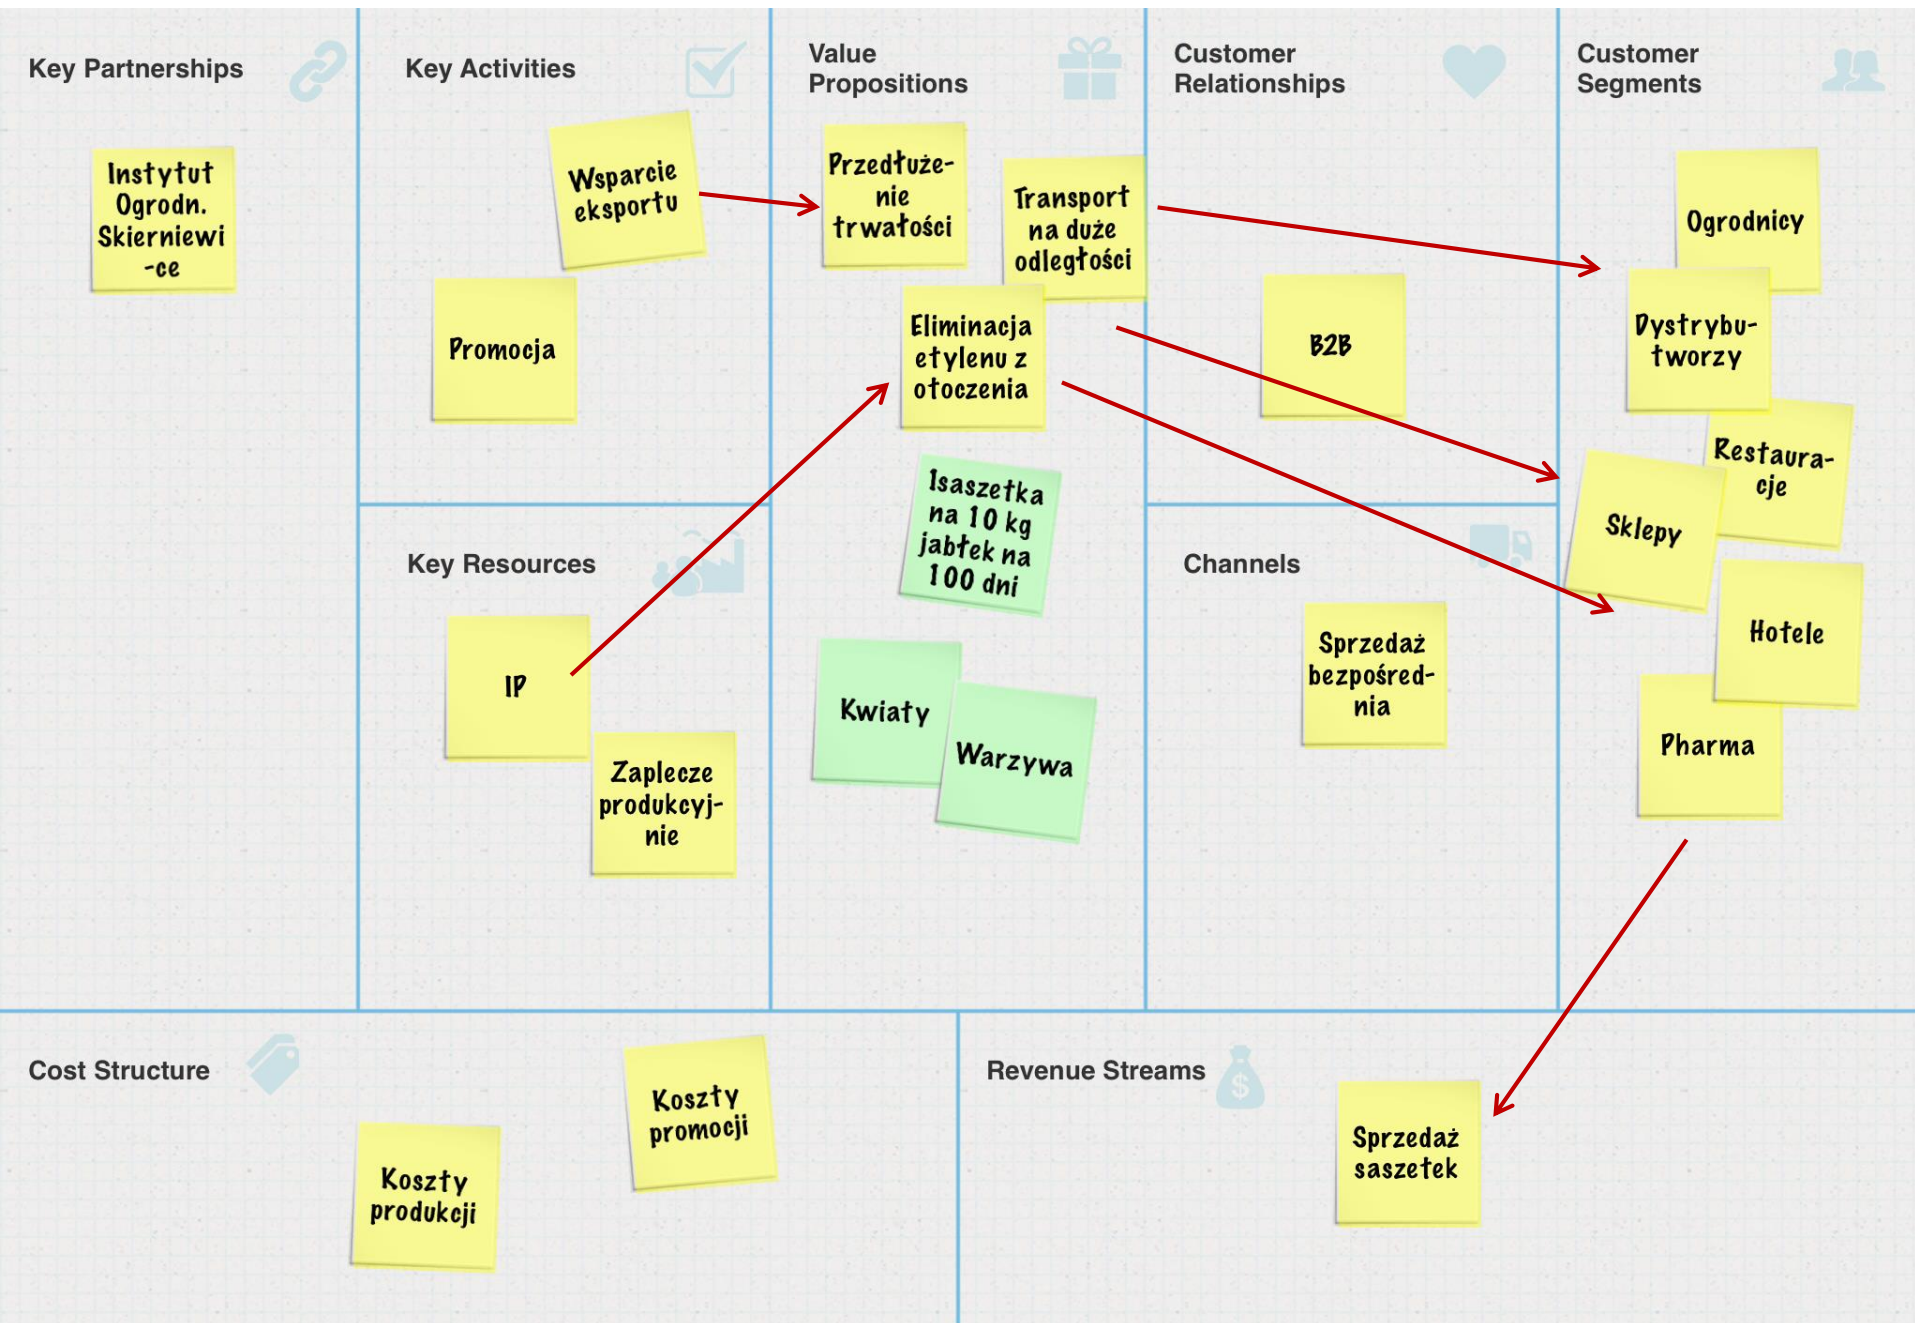 Key Partnerships
Instytut
Ogrodn.
Skierniewi
-ce
Key Activities
Wsparcie
eksportu
Promocja
Key Resources
IP
Zaplecze
produkcyj-
nie
Value
Propositions
Przedłuże-
nie
trwałości
Transport
na duże
odległości
Eliminacja
etylenu z
otoczenia
1saszetka
na 10 kg
jabłek na
100 dni
Kwiaty
Warzywa
Customer
Relationships
B2B
Channels
Sprzedaż
bezpośred-
nia
Customer
Segments
Ogrodnicy
Dystrybu-
tworzy
Restaura-
cje
Sklepy
Hotele
Pharma
Cost Structure
Koszty
produkcji
Koszty
promocji
Revenue Streams
$
Sprzedaż
saszetek